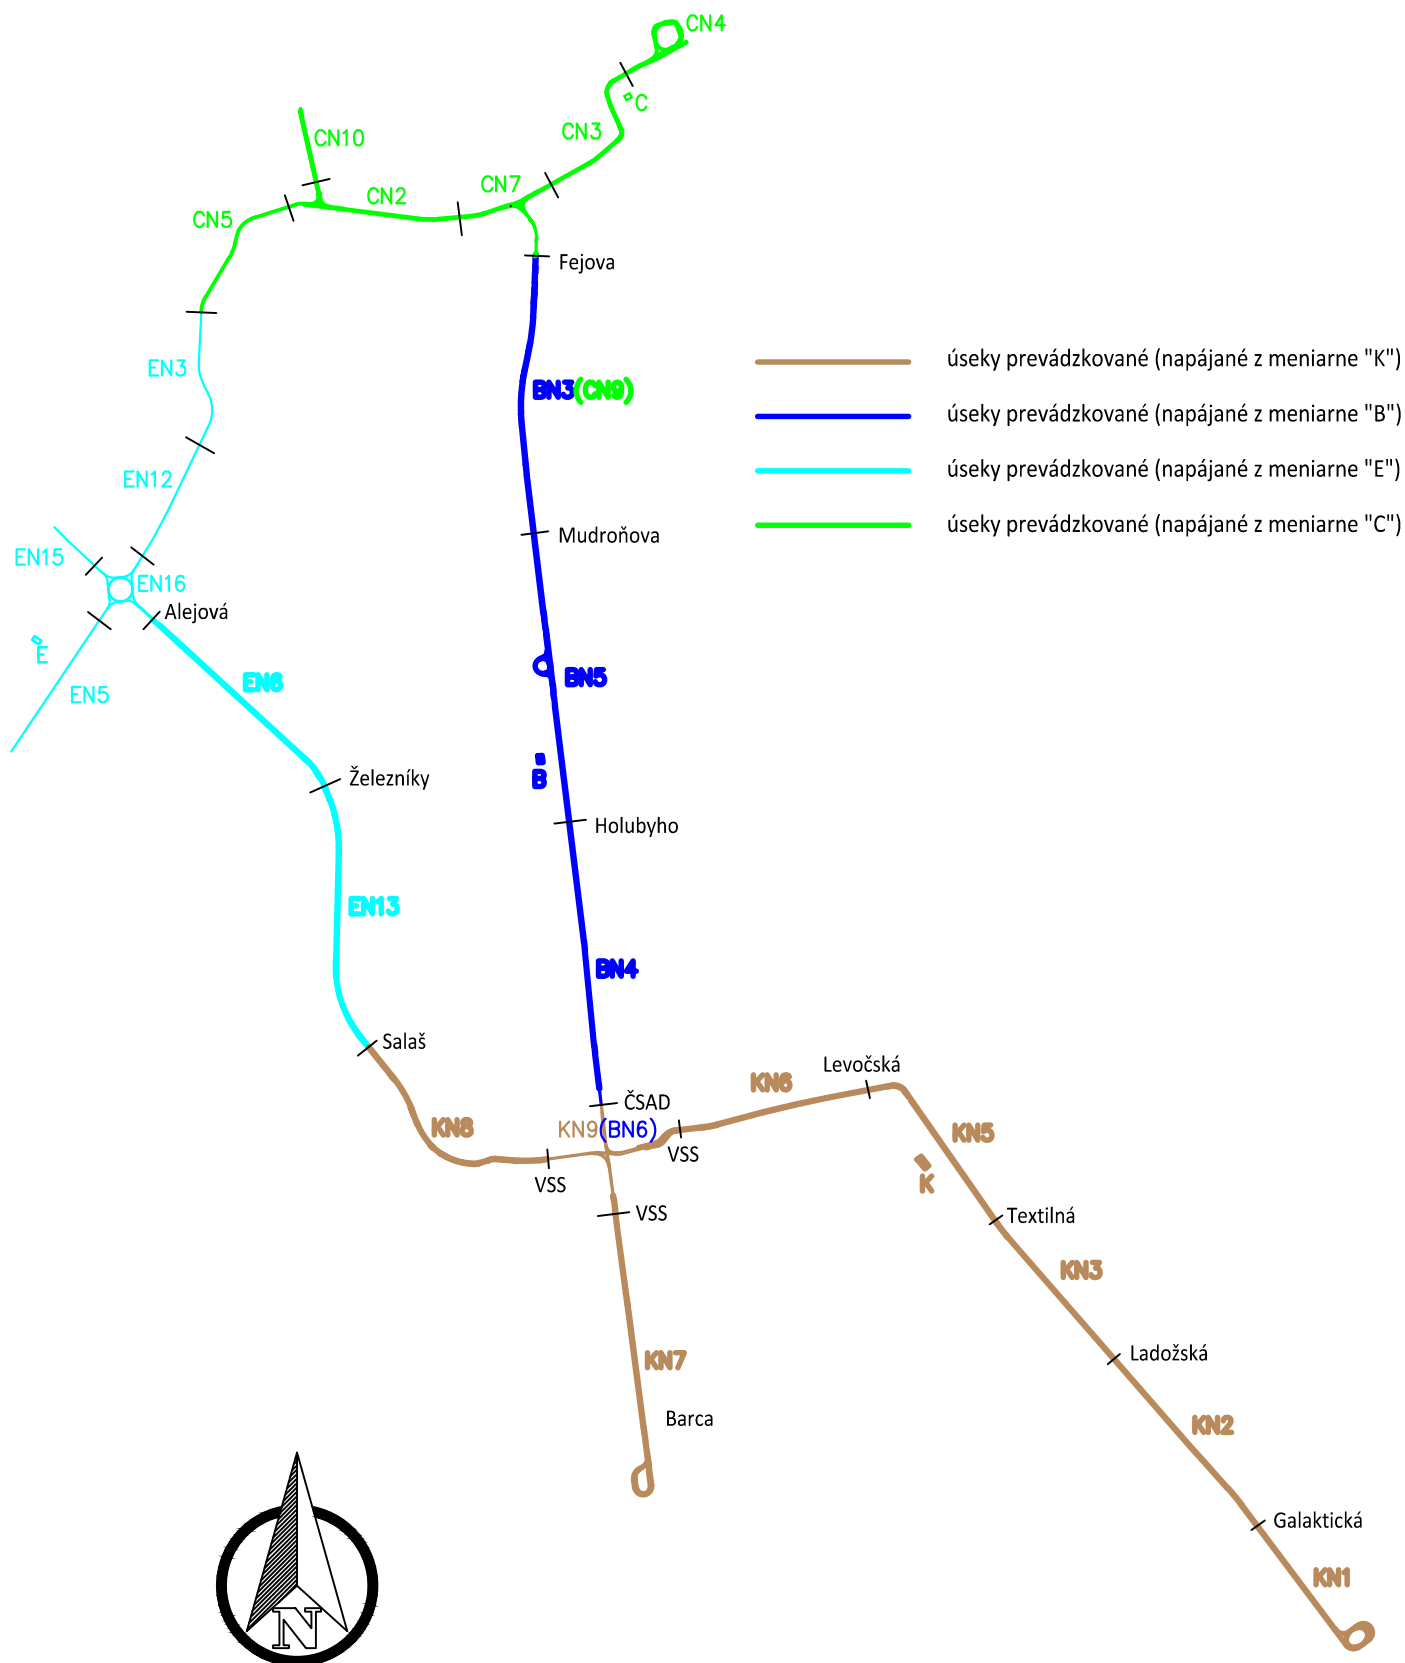 CN4
C
CN10
CN3
CN7
CN2
CN5
Fejova
úseky prevádzkované (napájané z meniarne "K")
EN3
BN3(CN9)
úseky prevádzkované (napájané z meniarne "B")
úseky prevádzkované (napájané z meniarne "E")
EN12
úseky prevádzkované (napájané z meniarne "C")
Mudroňova
EN15
EN16
Alejová
E
EN6
BN5
EN5
Železníky
B
Holubyho
EN13
BN4
Salaš
Levočská
KN6
ČSAD
KN8
KN9(BN6)
KN5
VSS
VSS
K
VSS
Textilná
KN3
Ladožská
KN7
Barca
KN2
Galaktická
KN1
N